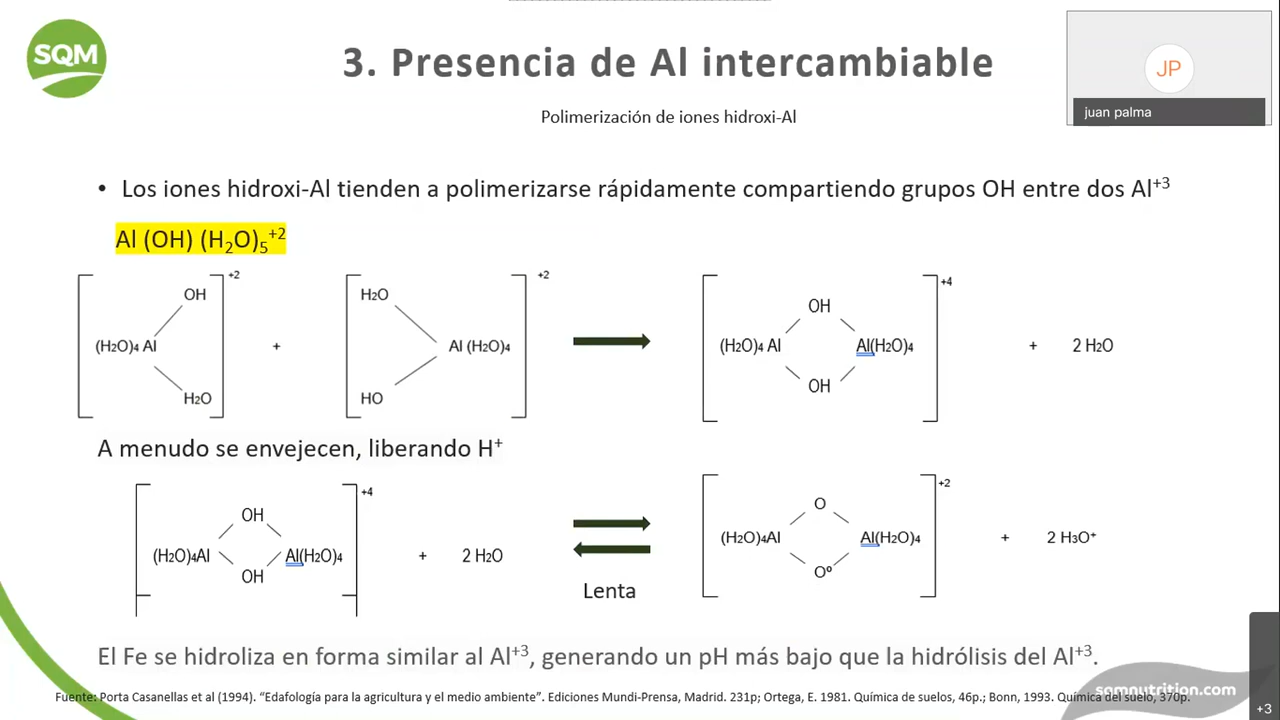 SQM
3. Presencia de Al intercambiable
JP
juan palma
Polimerización de iones hidroxi-Al
• Los iones hidroxi-Al tienden a polimerizarse rápidamente compartiendo grupos OH entre dos Al⁺³
Al (OH) (H₂O)₅⁺²
+2
+2
+4
OH
H₂O
OH
(H₂O)₄ Al
+
Al (H₂O)₄
(H₂O)₄ Al
Al(H₂O)₄
+
2 H₂O
H₂O
HO
OH
A menudo se envejecen, liberando H⁺
+4
+2
OH
O
(H₂O)₄Al
Al(H₂O)₄
+
2 H₂O
(H₂O)₄Al
Al(H₂O)₄
+
2 H₃O⁺
OH
Oº
Lenta
El Fe se hidroliza en forma similar al Al⁺³, generando un pH más bajo que la hidrólisis del Al⁺³.
sqmnutrition.com
Fuente: Porta Casanellas et al (1994). “Edafología para la agricultura y el medio ambiente”. Ediciones Mundi-Prensa, Madrid. 231p; Ortega, E. 1981. Química de suelos, 46p.; Bonn, 1993. Química del suelo, 370p.
+3